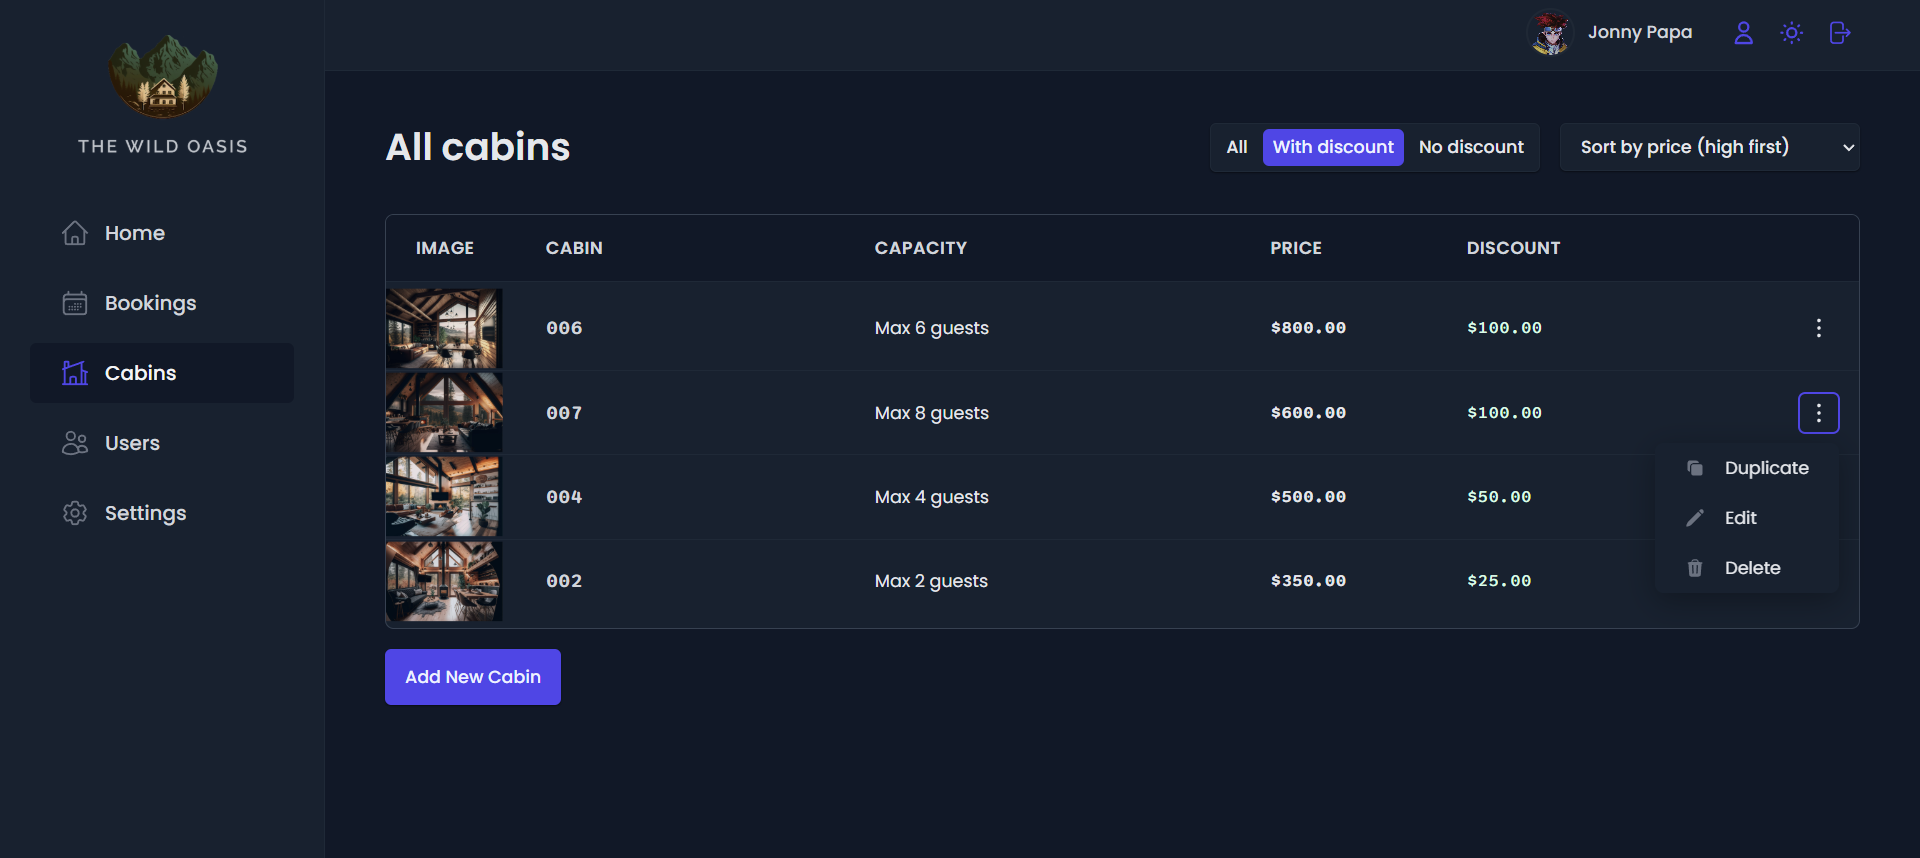 THE WILD OASIS
Home
Bookings
Cabins
Users
Settings
Jonny Papa
All cabins
All With discount No discount
Sort by price (high first)
IMAGE CABIN CAPACITY PRICE DISCOUNT
006 Max 6 guests $800.00 $100.00
007 Max 8 guests $600.00 $100.00
004 Max 4 guests $500.00 $50.00
002 Max 2 guests $350.00 $25.00
Duplicate
Edit
Delete
Add New Cabin